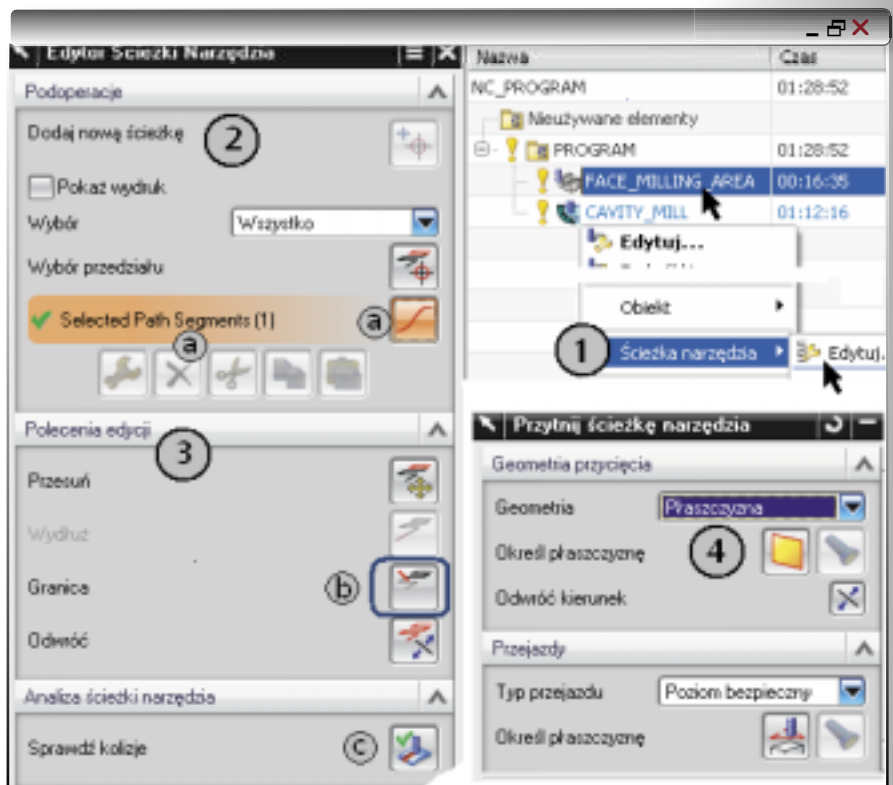 Edytor Ścieżki Narzędzia
Podoperacje
Dodaj nową ścieżkę
2
Pokaż wydruk
Wybór
Wszystko
Wybór przedziału
Selected Path Segments (1)
a
a
Polecenia edycji
3
Przesuń
Wydłuż
Granica
b
Odwróć
Analiza ścieżki narzędzia
Sprawdź kolizje
c
Nazwa Czas
NC_PROGRAM 01:28:52
Nieużywane elementy
PROGRAM 01:28:52
FACE_MILLING_AREA 00:16:35
CAVITY_MILL 01:12:16
Edytuj...
Obiekt
1
Ścieżka narzędzia
Edytuj.
Przytnij ścieżkę narzędzia
Geometria przycięcia
Geometria
Płaszczyzna
Określ płaszczyznę
4
Odwróć kierunek
Przejazdy
Typ przejazdu
Poziom bezpieczny
Określ płaszczyznę